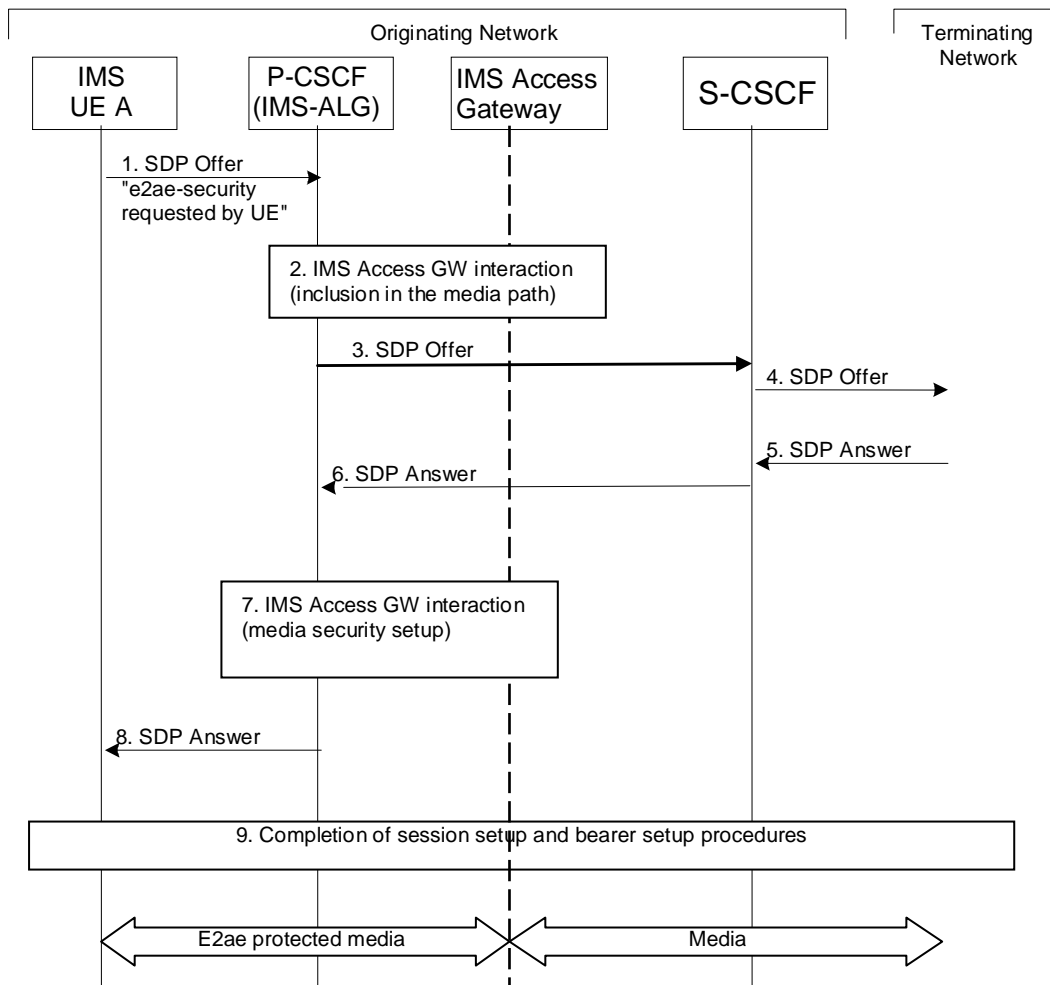 Originating Network
Terminating
Network
IMS
UE A
P-CSCF
(IMS-ALG)
IMS Access
Gateway
S-CSCF
1. SDP Offer
"e2ae-security
requested by UE"
2. IMS Access GW interaction
(inclusion in the media path)
3. SDP Offer
4. SDP Offer
5. SDP Answer
6. SDP Answer
7. IMS Access GW interaction
(media security setup)
8. SDP Answer
9. Completion of session setup and bearer setup procedures
E2ae protected media
Media